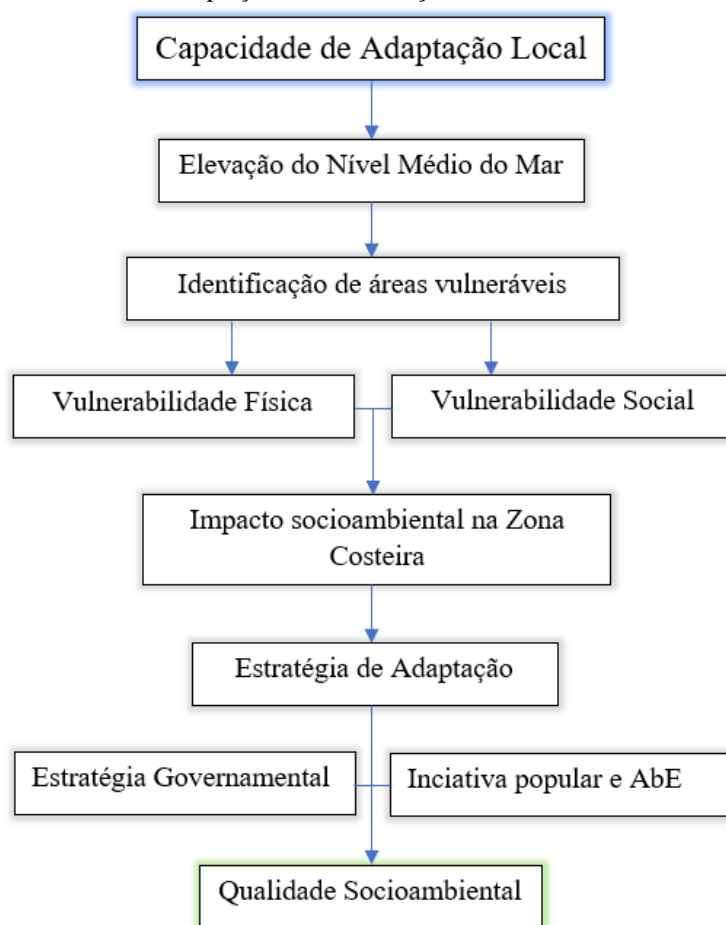 Capacidade de Adaptação Local
Elevação do Nível Médio do Mar
Identificação de áreas vulneráveis
Vulnerabilidade Física
Vulnerabilidade Social
Impacto socioambiental na Zona
Costeira
Estratégia de Adaptação
Estratégia Governamental
Inciativa popular e AbE
Qualidade Socioambiental